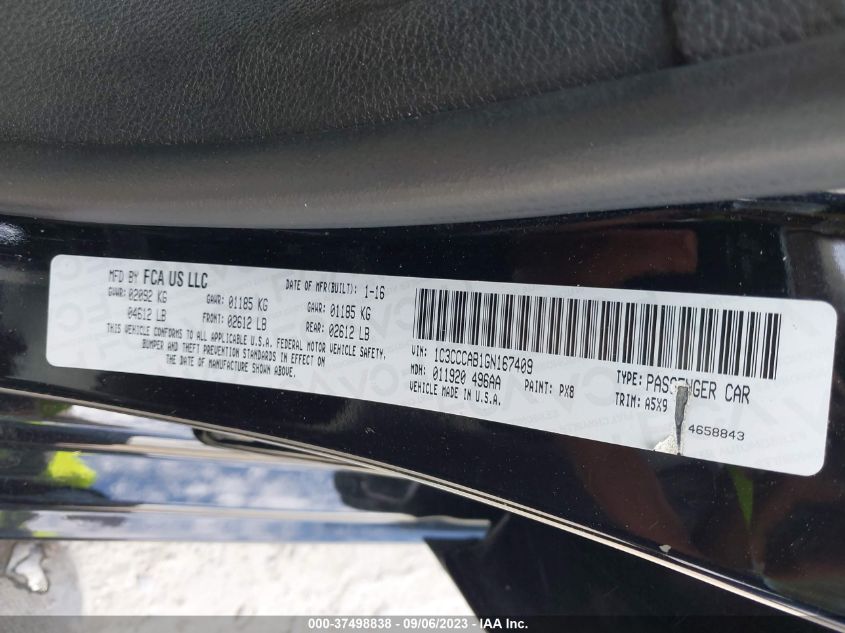 MFD BY FCA US LLC DATE OF MFR(BUILT): 1-16
GVWR: 02092 KG GAWR: 01185 KG GAWR: 01185 KG
04612 LB FRONT: 02612 LB REAR: 02612 LB
THIS VEHICLE CONFORMS TO ALL APPLICABLE U.S.A. FEDERAL MOTOR VEHICLE SAFETY,
BUMPER AND THEFT PREVENTION STANDARDS IN EFFECT ON
THE DATE OF MANUFACTURE SHOWN ABOVE.
VIN: 1C3CCCAB1GN167409 TYPE: PASSENGER CAR
MDH: 011920 496AA PAINT: PX8 TRIM: A5X9
VEHICLE MADE IN U.S.A. 4658843
000-37498838 - 09/06/2023 - IAA Inc.